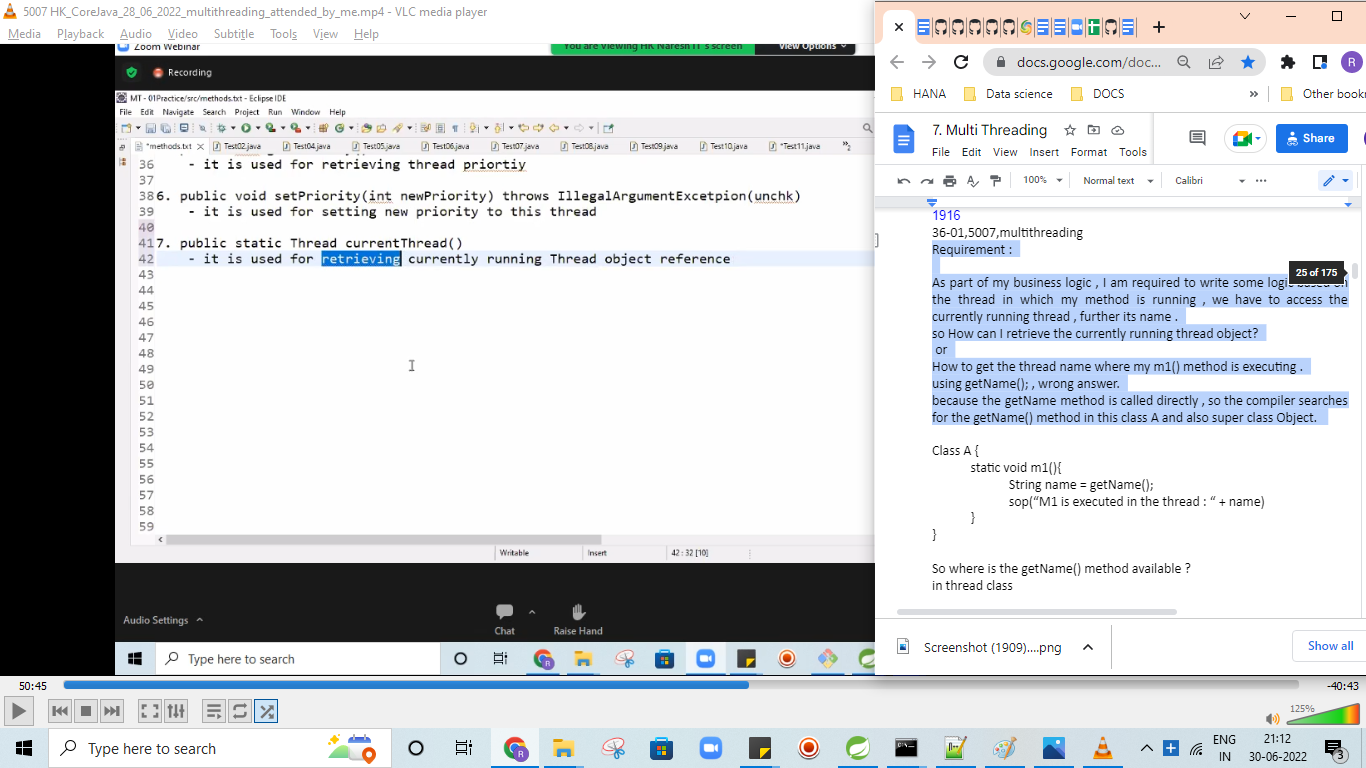 5007 HK_CoreJava_28_06_2022_multithreading_attended_by_me.mp4 - VLC media player
Media Playback Audio Video Subtitle Tools View Help
Zoom Webinar
You are viewing HK Naresh IT's screen
View Options
Recording
MT - 01Practice/src/methods.txt - Eclipse IDE
File Edit Navigate Search Project Run Window Help
*methods.txt Test02.java Test04.java Test05.java Test06.java Test07.java Test08.java Test09.java Test10.java *Test11.java »2
36 - it is used for retrieving thread priortiy
37
38 6. public void setPriority(int newPriority) throws IllegalArgumentExcetpion(unchk)
39 - it is used for setting new priority to this thread
40
41 7. public static Thread currentThread()
42 - it is used for retrieving currently running Thread object reference
43
44
45
46
47
48
49
50
51
52
53
54
55
56
57
58
59
Writable Insert 42 : 32 [10]
Audio Settings
Chat
Raise Hand
Type here to search
50:45
-40:43
125%
docs.google.com/doc...
R
HANA Data science DOCS » Other bookr
7. Multi Threading
File Edit View Insert Format Tools
Share
100% Normal text Calibri
1916
36-01,5007,multithreading
Requirement :
25 of 175
As part of my business logic , I am required to write some logic based on
the thread in which my method is running , we have to access the
currently running thread , further its name .
so How can I retrieve the currently running thread object?
or
How to get the thread name where my m1() method is executing .
using getName(); , wrong answer.
because the getName method is called directly , so the compiler searches
for the getName() method in this class A and also super class Object.
Class A {
static void m1(){
String name = getName();
sop(“M1 is executed in the thread : “ + name)
}
}
So where is the getName() method available ?
in thread class
Screenshot (1909)....png
Show all
Type here to search
ENG
IN
21:12
30-06-2022
3